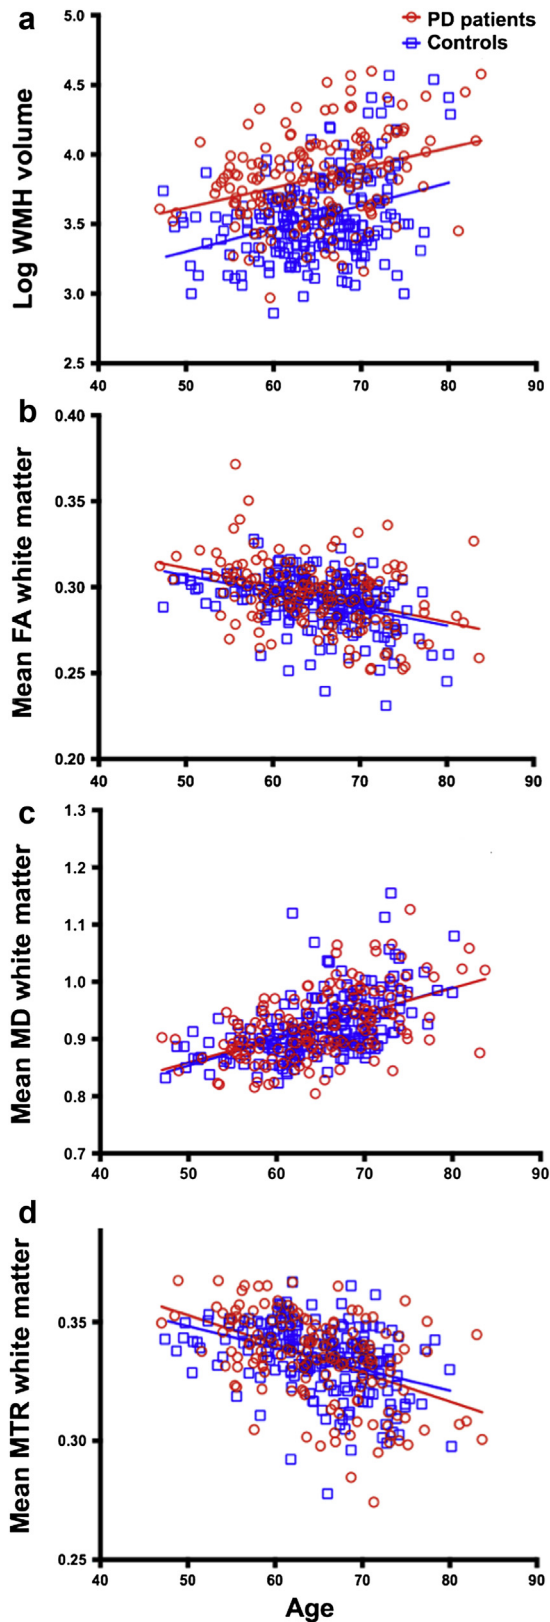 a
PD patients
Controls
Log WMH volume
5.0
4.5
4.0
3.5
3.0
2.5
40 50 60 70 80 90
b
Mean FA white matter
0.40
0.35
0.30
0.25
0.20
40 50 60 70 80 90
c
Mean MD white matter
1.3
1.2
1.1
1.0
0.9
0.8
0.7
40 50 60 70 80 90
d
Mean MTR white matter
0.35
0.30
0.25
40 50 60 70 80 90
Age